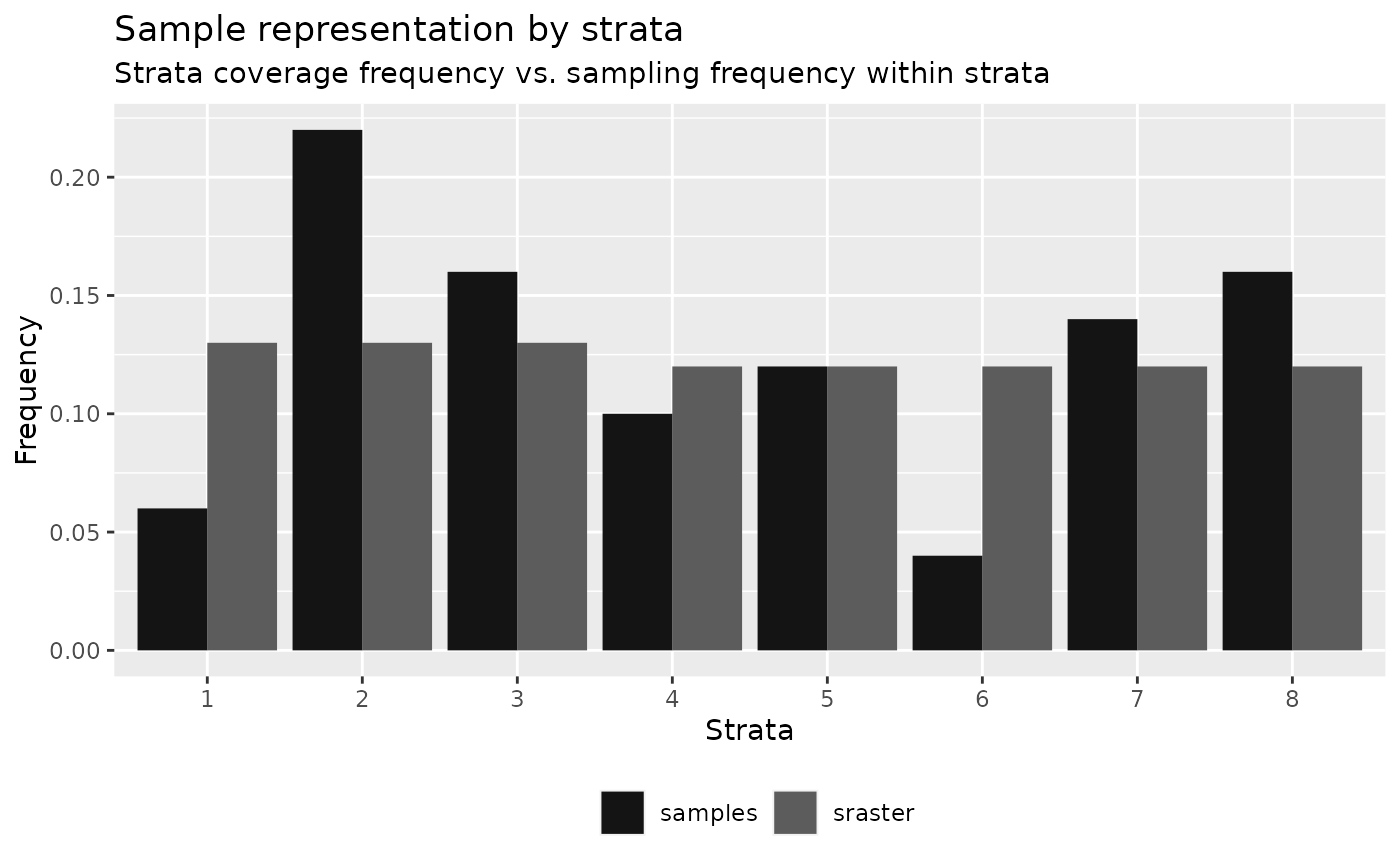 Sample representation by strata
Strata coverage frequency vs. sampling frequency within strata
Frequency
0.20
0.15
0.10
0.05
0.00
1 2 3 4 5 6 7 8
Strata
samples sraster